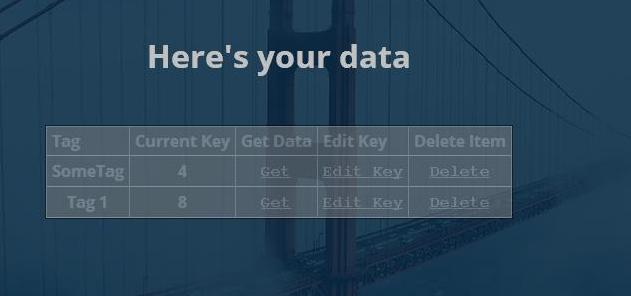 Here's your data
Tag Current Key Get Data Edit Key Delete Item
SomeTag 4 Get Edit Key Delete
Tag 1 8 Get Edit Key Delete